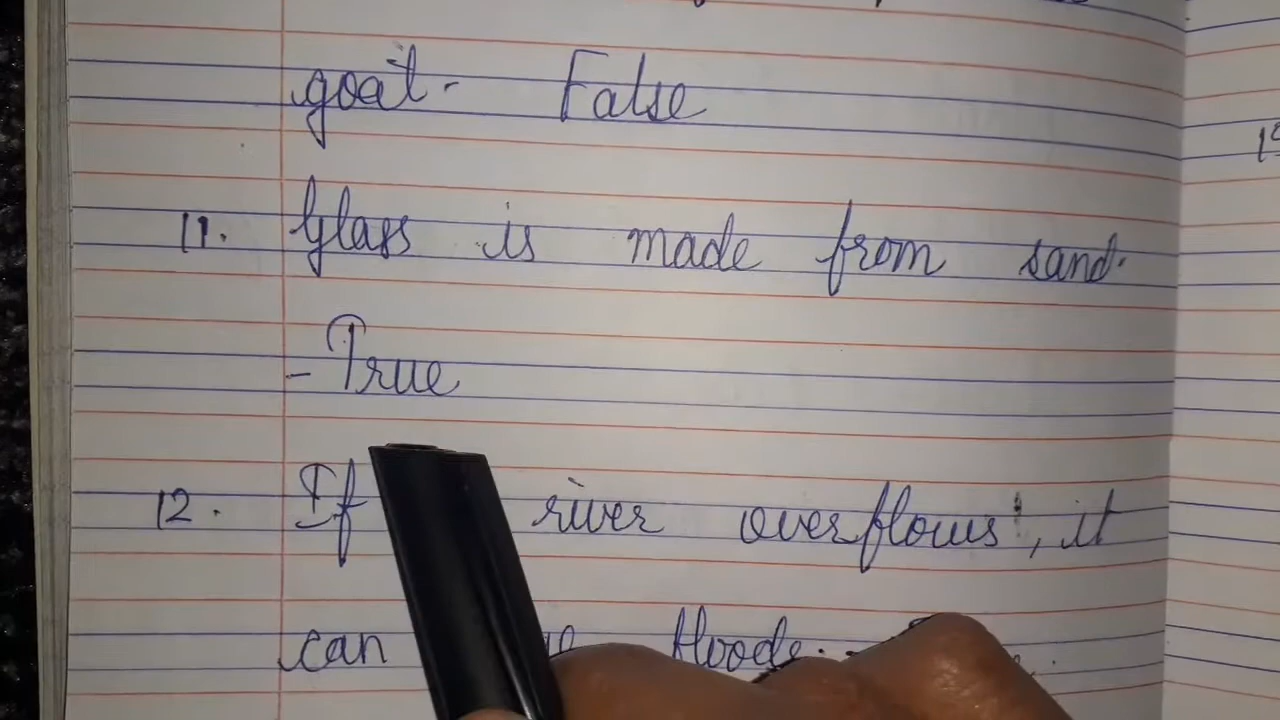 goat. False
11. Glass is made from sand.
- True
12. If river overflows, it
can floods.